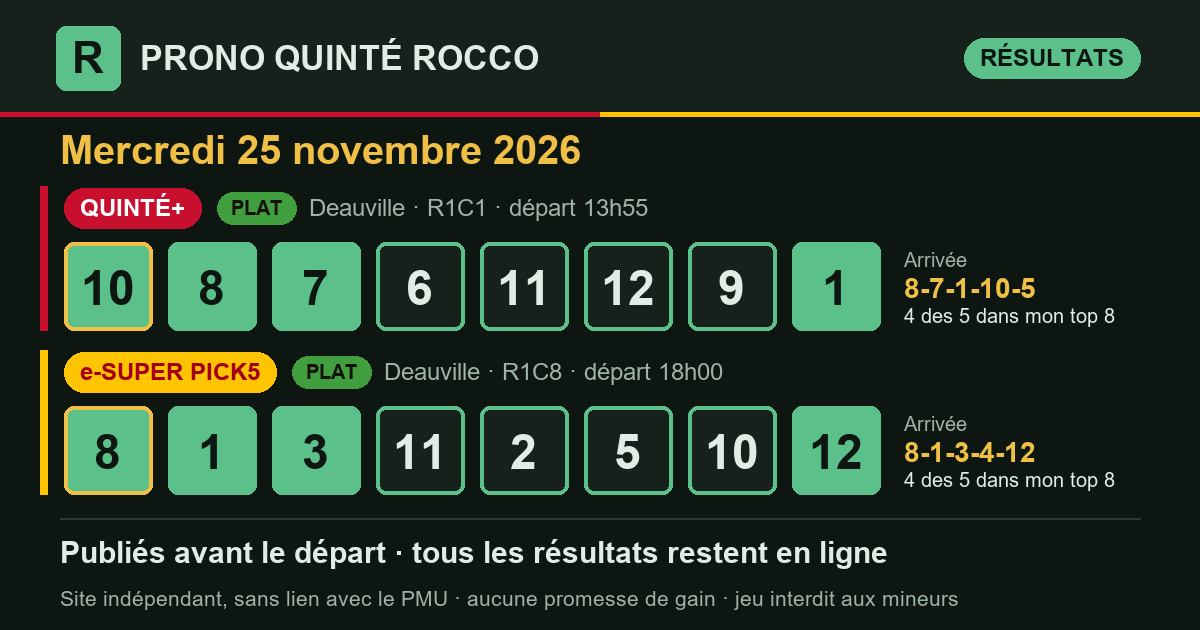 R PRONO QUINTÉ ROCCO RÉSULTATS
Mercredi 25 novembre 2026
QUINTÉ+ PLAT Deauville · R1C1 · départ 13h55
10 8 7 6 11 12 9 1
Arrivée
8-7-1-10-5
4 des 5 dans mon top 8
e-SUPER PICK5 PLAT Deauville · R1C8 · départ 18h00
8 1 3 11 2 5 10 12
Arrivée
8-1-3-4-12
4 des 5 dans mon top 8
Publiés avant le départ · tous les résultats restent en ligne
Site indépendant, sans lien avec le PMU · aucune promesse de gain · jeu interdit aux mineurs